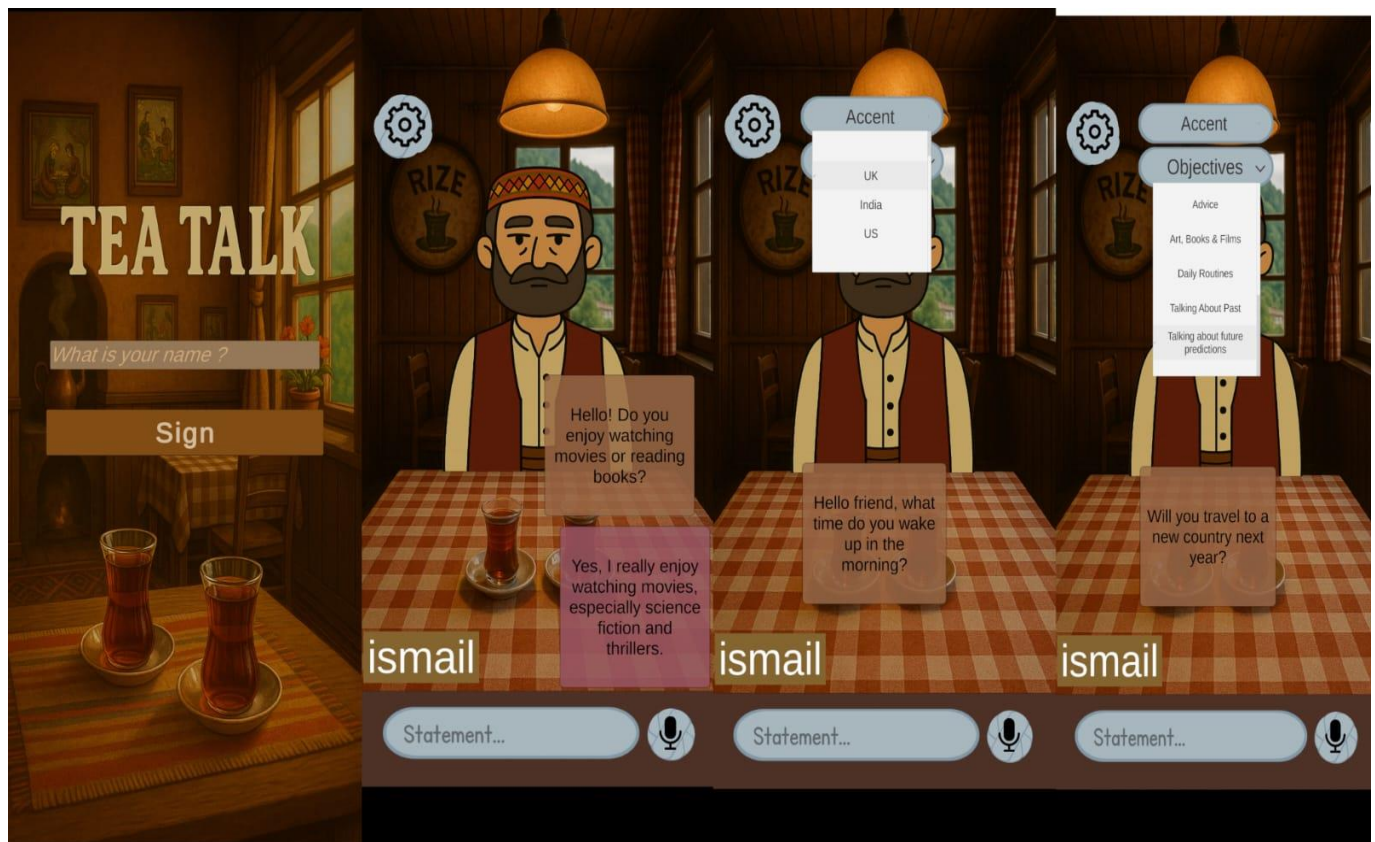 TEA TALK
What is your name ?
Sign
RIZE
Hello! Do you
enjoy watching
movies or reading
books?
Yes, I really enjoy
watching movies,
especially science
fiction and
thrillers.
ismail
Statement...
Accent
UK
India
US
RIZE
Hello friend, what
time do you wake
up in the
morning?
ismail
Statement...
Accent
Objectives
Advice
Art, Books & Films
Daily Routines
Talking About Past
Talking about future
predictions
RIZE
Will you travel to a
new country next
year?
ismail
Statement...